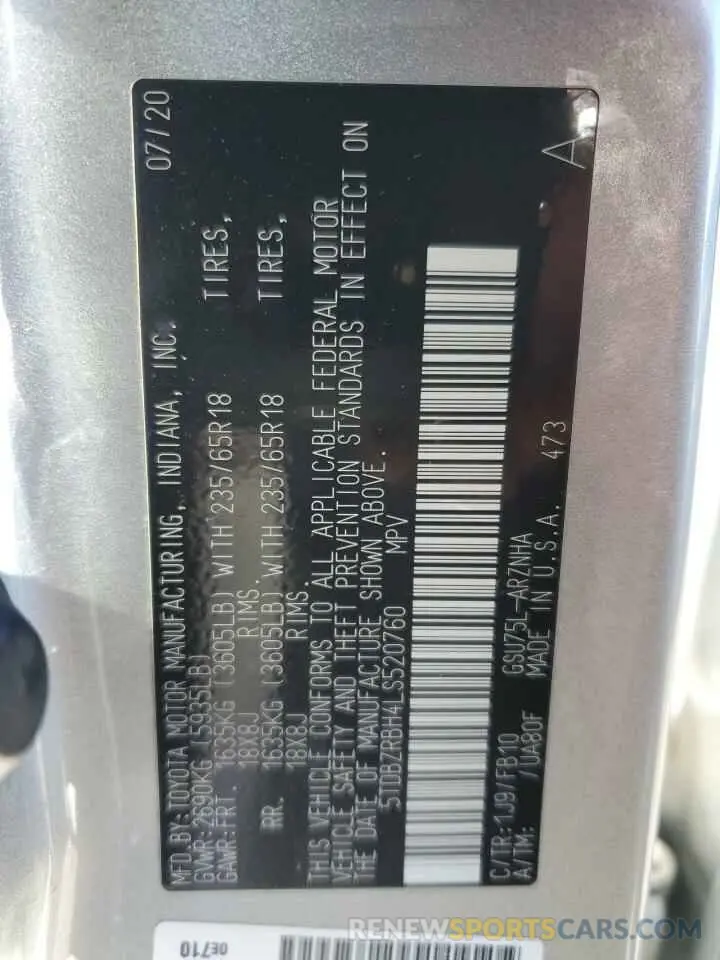 MFD.BY:TOYOTA MOTOR MANUFACTURING, INDIANA, INC. 07/20
GVWR:2690KG (5935LB)
GAWR:FRT. 1635KG (3605LB) WITH 235/65R18 TIRES,
18X8J RIMS.
RR. 1635KG (3605LB) WITH 235/65R18 TIRES,
18X8J RIMS.
THIS VEHICLE CONFORMS TO ALL APPLICABLE FEDERAL MOTOR
VEHICLE SAFETY AND THEFT PREVENTION STANDARDS IN EFFECT ON
THE DATE OF MANUFACTURE SHOWN ABOVE.
5TDBZRBH4LS520760 MPV
C/TR:1J9/FB10 GSU75L-ARZNHA
A/TM: /UA80F MADE IN U.S.A. 473
A
0E710
RENEWSPORTSCARS.COM